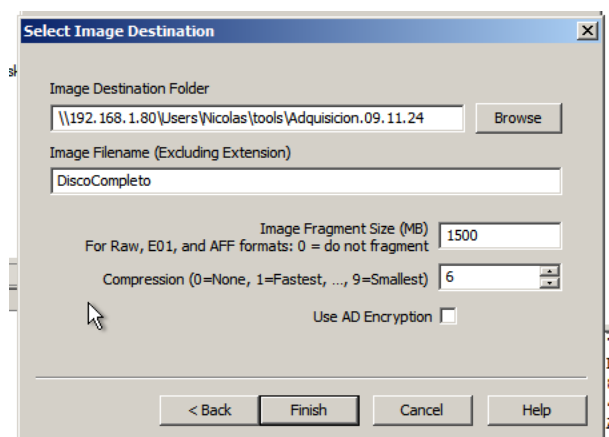 Select Image Destination
Image Destination Folder
\\192.168.1.80\Users\Nicolas\tools\Adquisicion.09.11.24
Browse
Image Filename (Excluding Extension)
DiscoCompleto
Image Fragment Size (MB)
1500
For Raw, E01, and AFF formats: 0 = do not fragment
Compression (0=None, 1=Fastest, ..., 9=Smallest)
6
Use AD Encryption
< Back
Finish
Cancel
Help